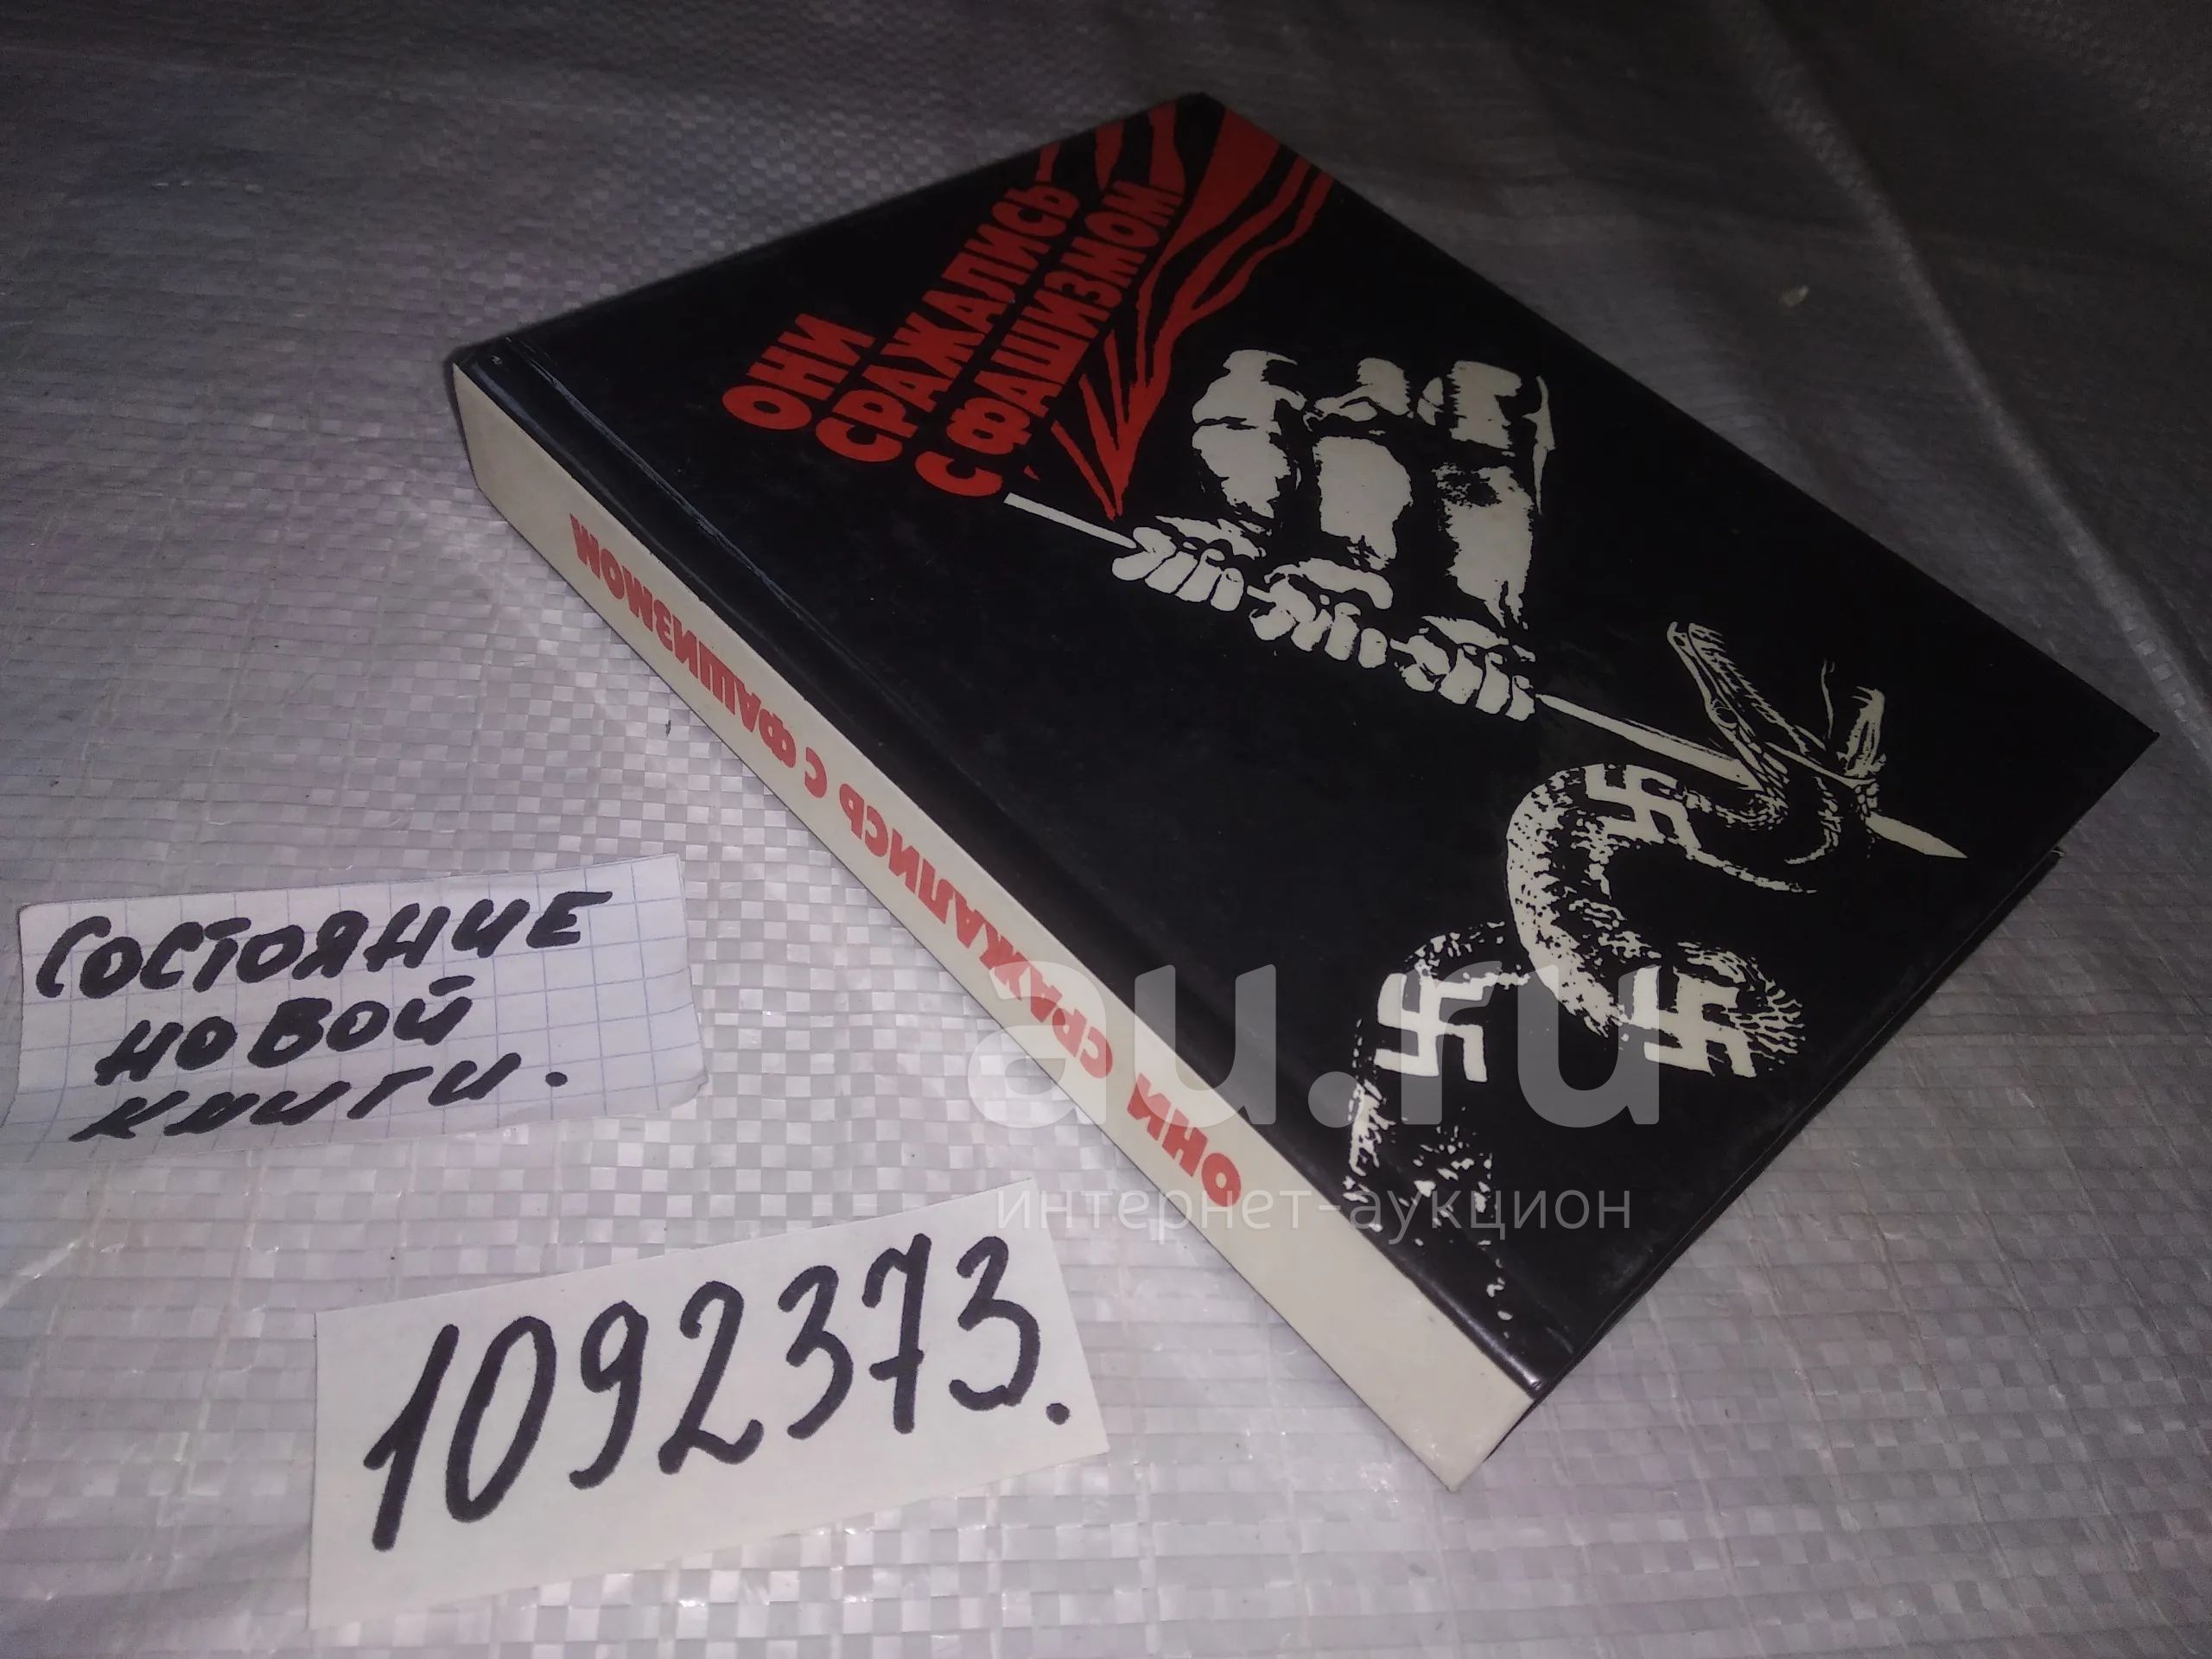 ОНИ
СРАЖАЛИСЬ
С ФАШИЗМОМ
ОНИ СРАЖАЛИСЬ С ФАШИЗМОМ
СОСТОЯНИЕ
НОВОЙ
КНИГИ.
1092373.
au.ru
интернет-аукцион